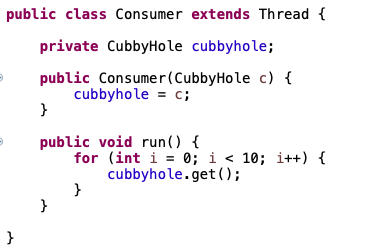 public class Consumer extends Thread {
private CubbyHole cubbyhole;
public Consumer(CubbyHole c) {
cubbyhole = c;
}
public void run() {
for (int i = 0; i < 10; i++) {
cubbyhole.get();
}
}
}